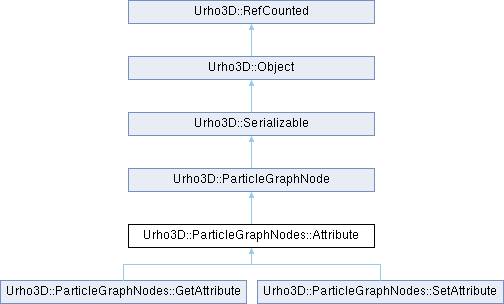 Urho3D::RefCounted
Urho3D::Object
Urho3D::Serializable
Urho3D::ParticleGraphNode
Urho3D::ParticleGraphNodes::Attribute
Urho3D::ParticleGraphNodes::GetAttribute
Urho3D::ParticleGraphNodes::SetAttribute